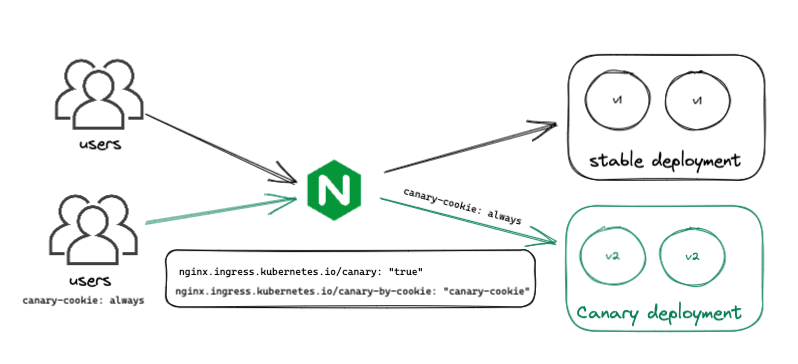 users
users
canary-cookie: always
N
nginx.ingress.kubernetes.io/canary: "true"
nginx.ingress.kubernetes.io/canary-by-cookie: "canary-cookie"
canary-cookie: always
v1 v1
stable deployment
v2 v2
Canary deployment